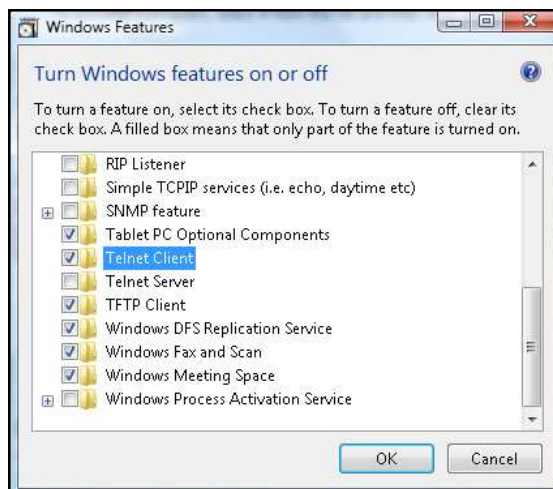 Windows Features
Turn Windows features on or off
To turn a feature on, select its check box. To turn a feature off, clear its
check box. A filled box means that only part of the feature is turned on.
RIP Listener
Simple TCPIP services (i.e. echo, daytime etc)
SNMP feature
Tablet PC Optional Components
Telnet Client
Telnet Server
TFTP Client
Windows DFS Replication Service
Windows Fax and Scan
Windows Meeting Space
Windows Process Activation Service
OK
Cancel